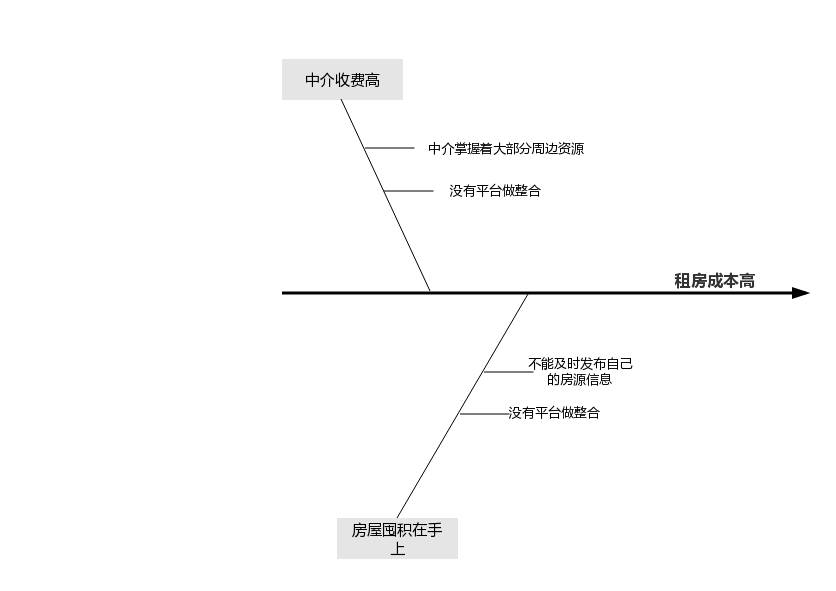 中介收费高
中介掌握着大部分周边资源
没有平台做整合
租房成本高
不能及时发布自己
的房源信息
没有平台做整合
房屋囤积在手
上